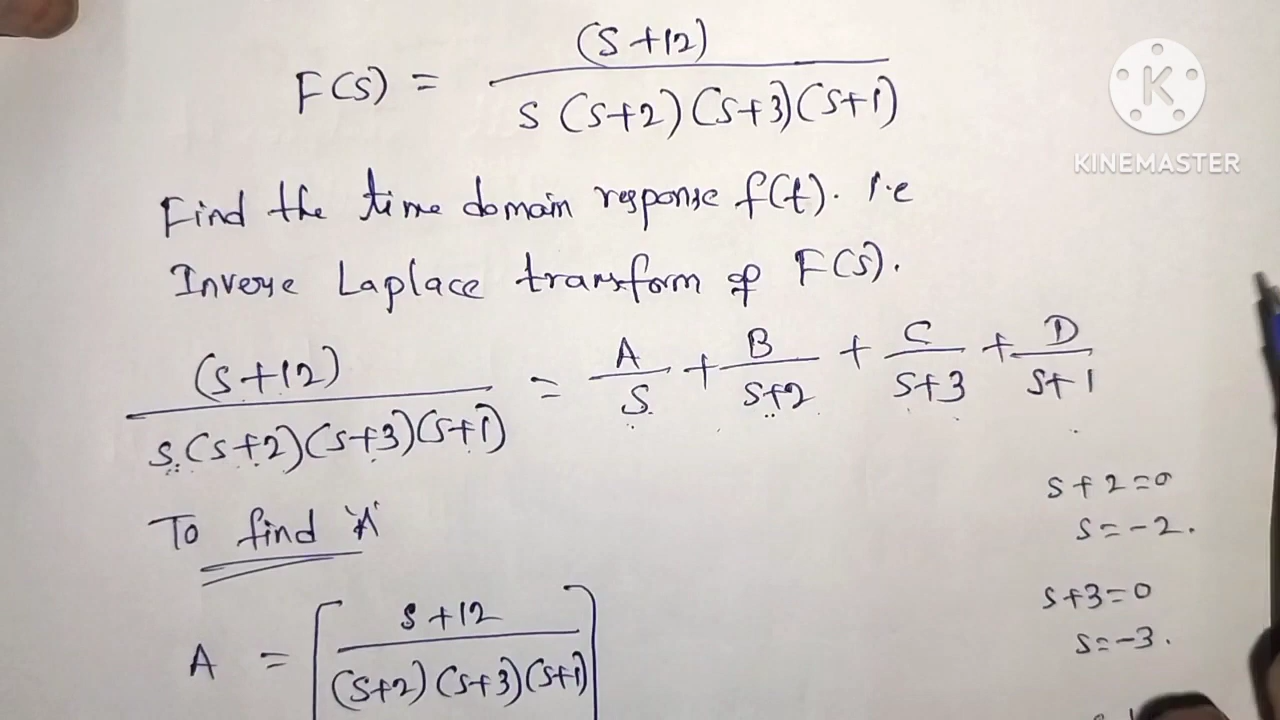 F(s) = (s+12) / s (s+2) (s+3)(s+1)
K
KINEMASTER
Find the time domain response f(t). i.e
Inverse Laplace transform of F(s).
(s+12) / s(s+2)(s+3)(s+1) = A/s + B/s+2 + C/s+3 + D/s+1
s+2=0
s=-2.
To find 'A'
s+3=0
s=-3.
A = [ s+12 / (s+2) (s+3)(s+1) ]